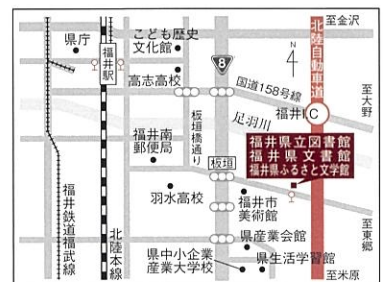 至金沢
北陸自動車道
こども歴史
文化館
県庁
福井駅
8
N
高志高校
国道158号線
至大野
福井IC
足羽川
板垣橋通り
福井南
郵便局
板垣
福井県立図書館
福井県文書館
福井県ふるさと文学館
羽水高校
福井市
美術館
至東郷
福井鉄道福武線
北陸本線
県産業会館
県中小企業
産業大学校
県生活学習館
至米原